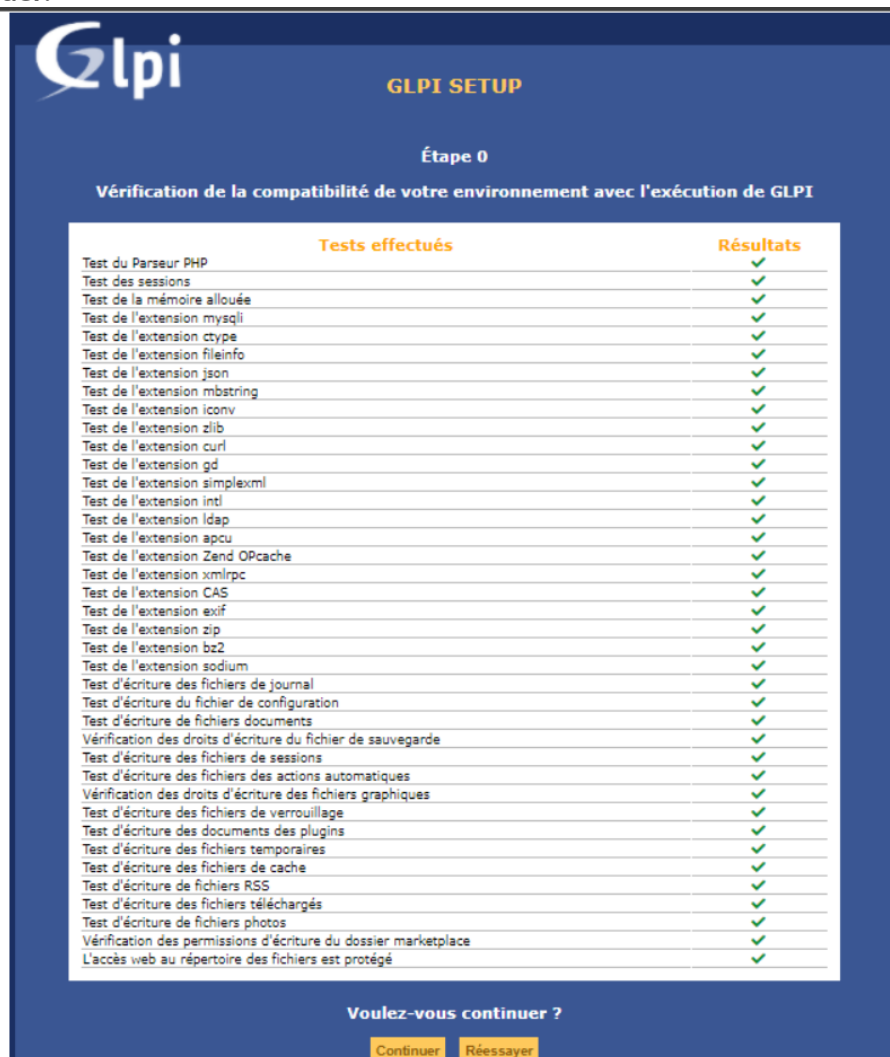 Glpi
GLPI SETUP
Étape 0
Vérification de la compatibilité de votre environnement avec l'exécution de GLPI
Tests effectués Résultats
Test du Parseur PHP
Test des sessions
Test de la mémoire allouée
Test de l'extension mysqli
Test de l'extension ctype
Test de l'extension fileinfo
Test de l'extension json
Test de l'extension mbstring
Test de l'extension iconv
Test de l'extension zlib
Test de l'extension curl
Test de l'extension gd
Test de l'extension simplexml
Test de l'extension intl
Test de l'extension ldap
Test de l'extension apcu
Test de l'extension Zend OPcache
Test de l'extension xmlrpc
Test de l'extension CAS
Test de l'extension exif
Test de l'extension zip
Test de l'extension bz2
Test de l'extension sodium
Test d'écriture des fichiers de journal
Test d'écriture du fichier de configuration
Test d'écriture de fichiers documents
Vérification des droits d'écriture du fichier de sauvegarde
Test d'écriture des fichiers de sessions
Test d'écriture des fichiers des actions automatiques
Vérification des droits d'écriture des fichiers graphiques
Test d'écriture des fichiers de verrouillage
Test d'écriture des documents des plugins
Test d'écriture des fichiers temporaires
Test d'écriture des fichiers de cache
Test d'écriture de fichiers RSS
Test d'écriture des fichiers téléchargés
Test d'écriture de fichiers photos
Vérification des permissions d'écriture du dossier marketplace
L'accès web au répertoire des fichiers est protégé
Voulez-vous continuer ?
Continuer Réessayer